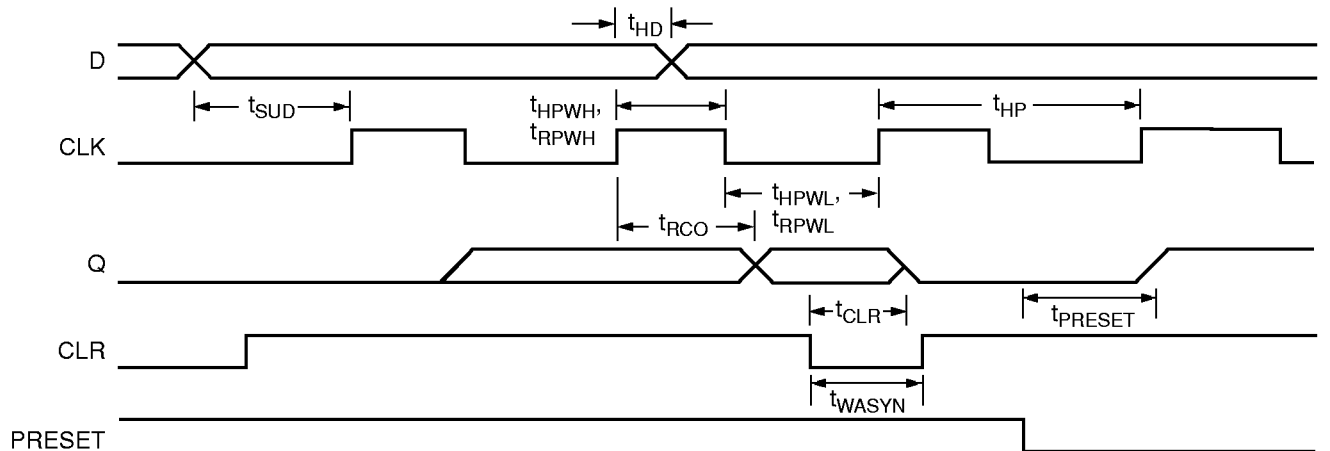 tHD
D
tSUD
tHPWH,
tRPWH
tHP
CLK
tHPWL,
tRPWL
tRCO
Q
tCLR
tPRESET
CLR
tWASYN
PRESET